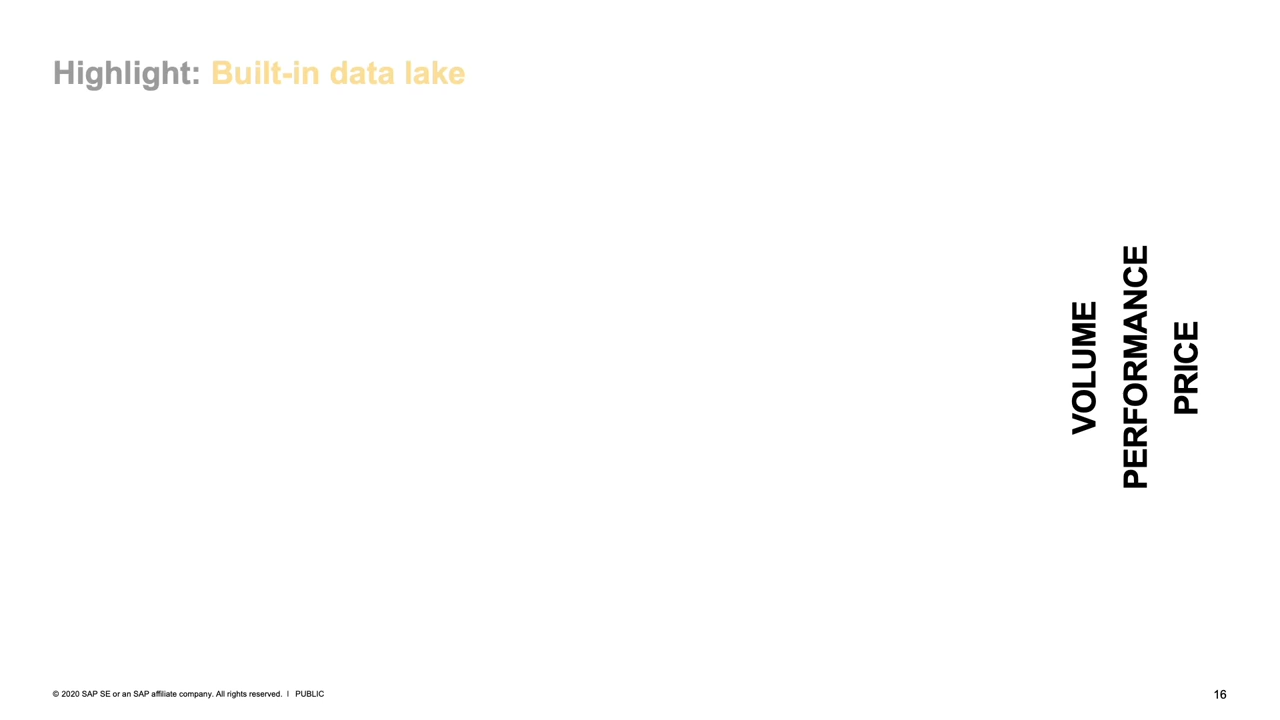 Highlight: Built-in data lake
VOLUME
PERFORMANCE
PRICE
© 2020 SAP SE or an SAP affiliate company. All rights reserved. I PUBLIC
16